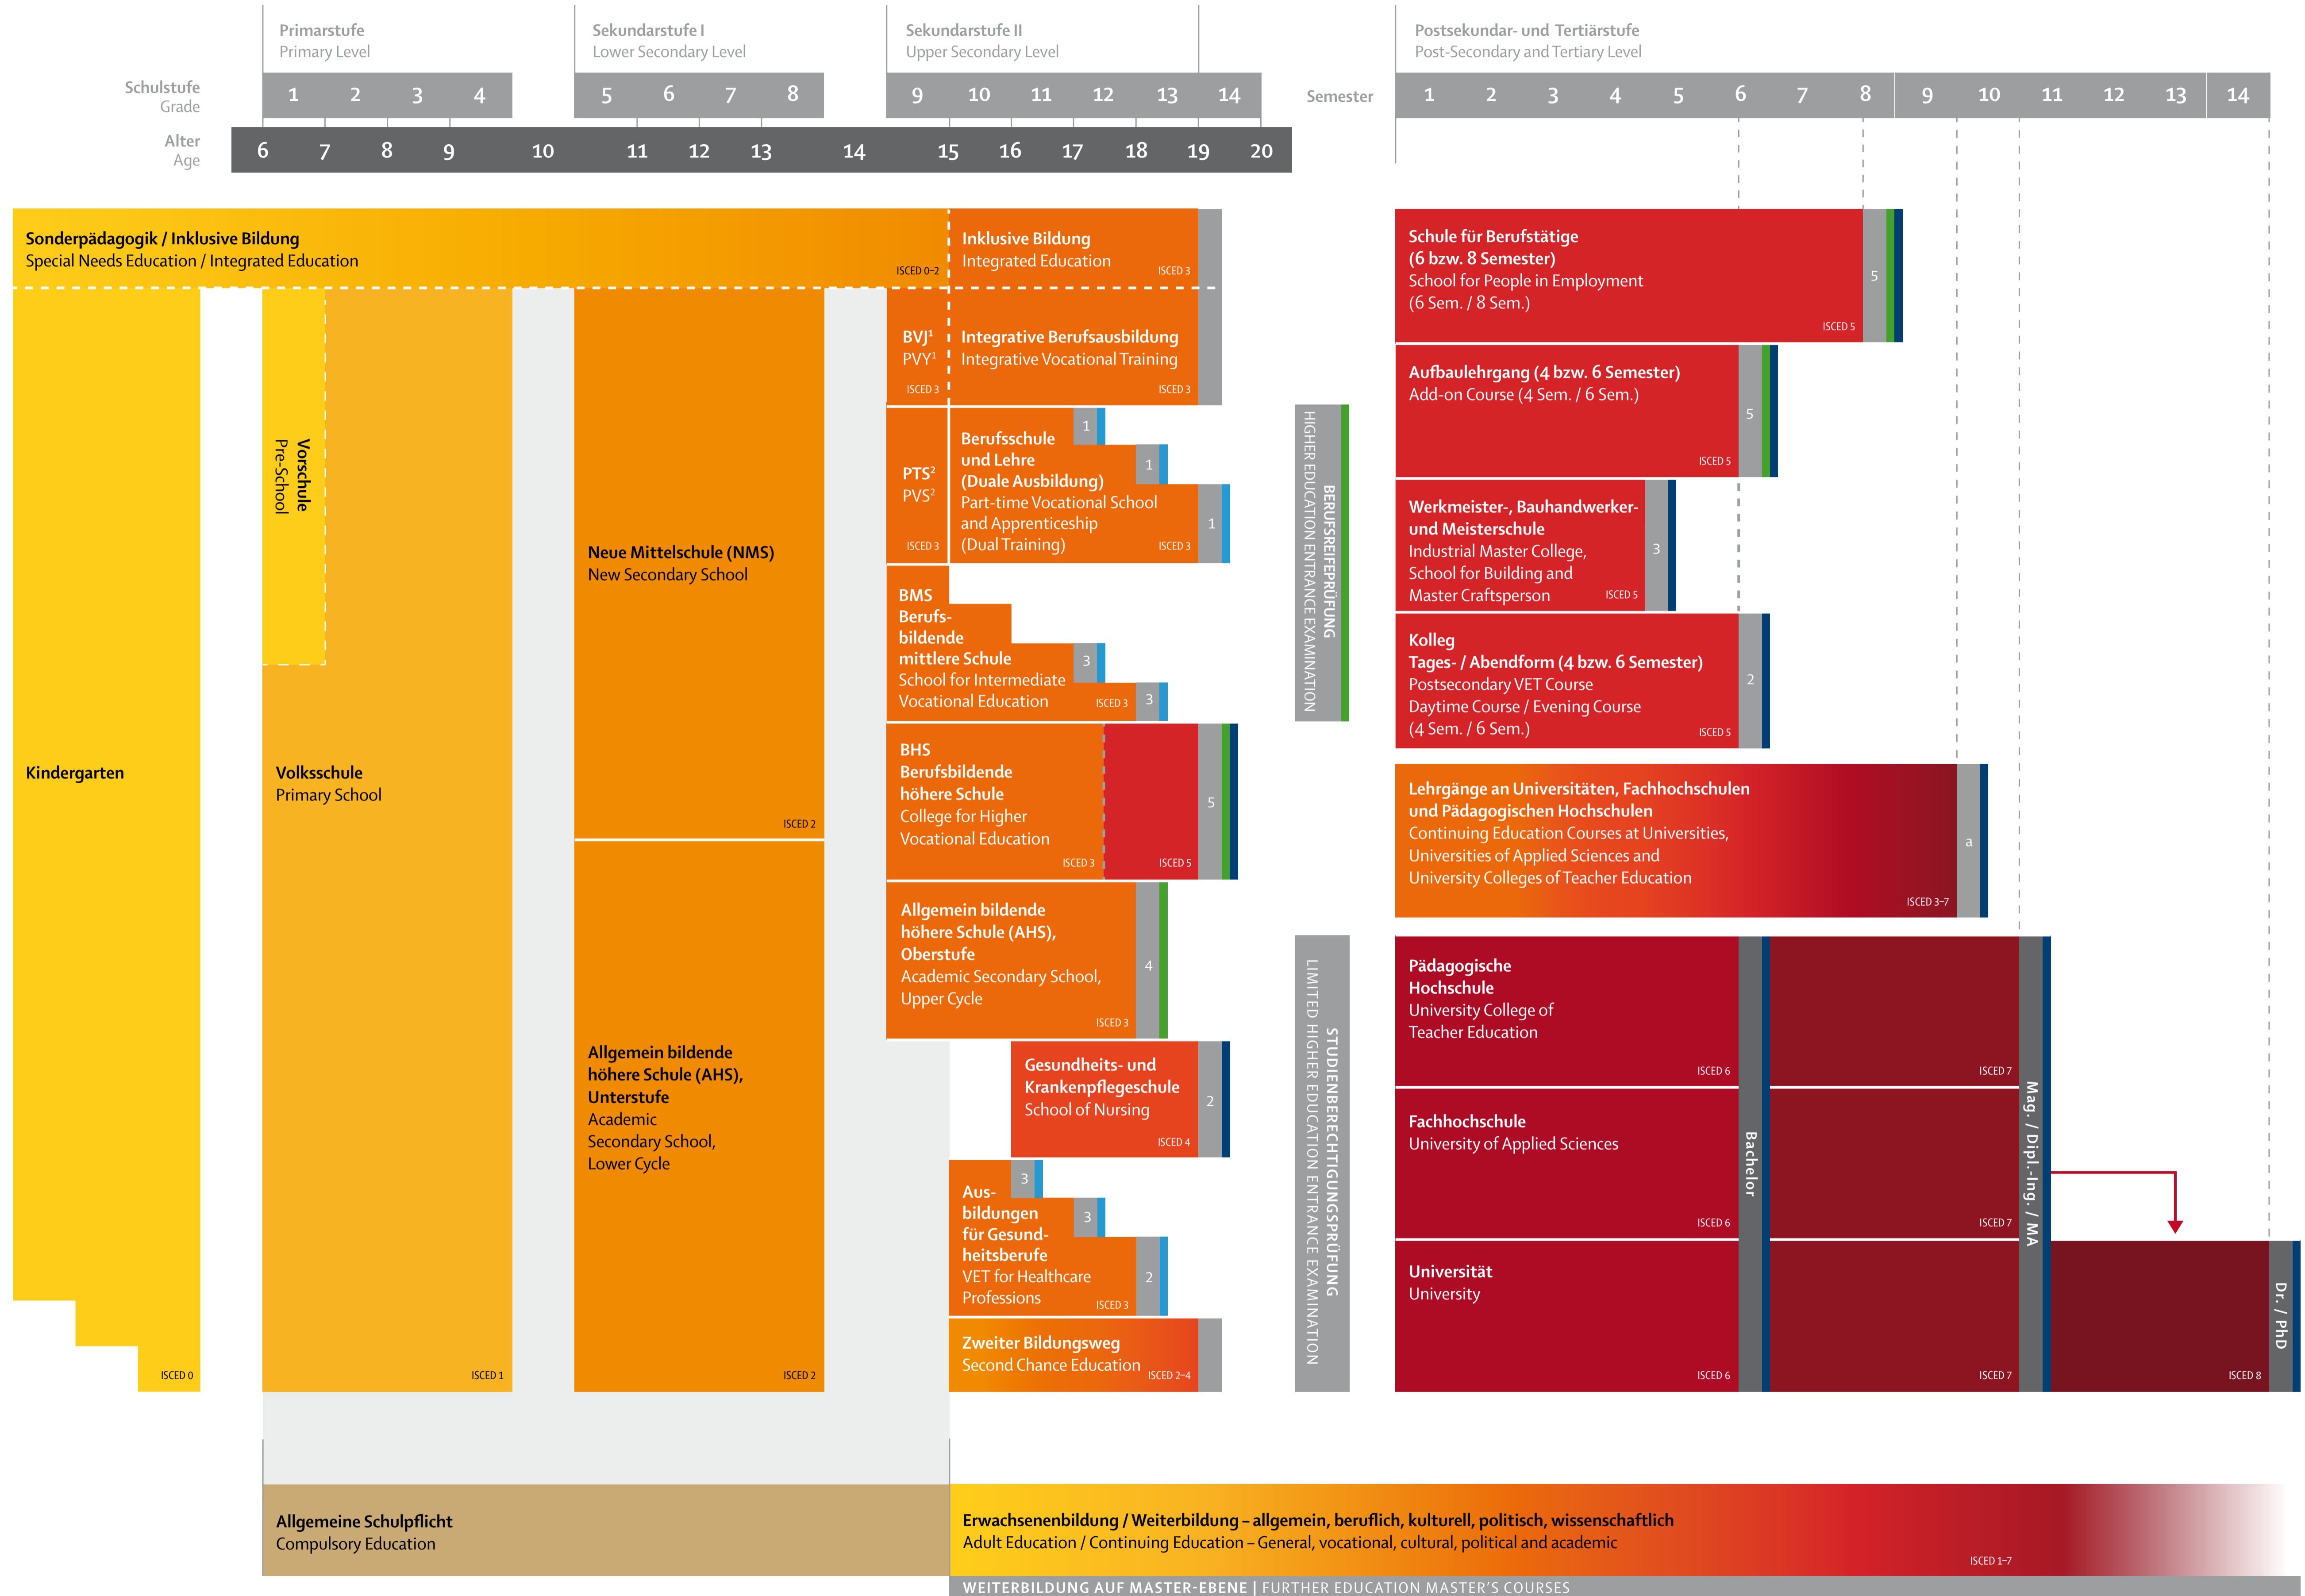 Primarstufe
Primary Level
Sekundarstufe I
Lower Secondary Level
Sekundarstufe II
Upper Secondary Level
Postsekundar- und Tertiärstufe
Post-Secondary and Tertiary Level
Schulstufe
Grade
1 2 3 4 5 6 7 8 9 10 11 12 13 14
Semester
1 2 3 4 5 6 7 8 9 10 11 12 13 14
Alter
Age
6 7 8 9 10 11 12 13 14 15 16 17 18 19 20
Sonderpädagogik / Inklusive Bildung
Special Needs Education / Integrated Education
ISCED 0–2
Inklusive Bildung
Integrated Education
ISCED 3
Kindergarten
ISCED 0
Vorschule
Pre-School
Volksschule
Primary School
ISCED 1
Neue Mittelschule (NMS)
New Secondary School
ISCED 2
Allgemein bildende
höhere Schule (AHS),
Unterstufe
Academic
Secondary School,
Lower Cycle
ISCED 2
BVJ¹
PVY¹
ISCED 3
Integrative Berufsausbildung
Integrative Vocational Training
ISCED 3
PTS²
PVS²
ISCED 3
Berufsschule
und Lehre
(Duale Ausbildung)
Part-time Vocational School
and Apprenticeship
(Dual Training)
ISCED 3
1
1
1
BMS
Berufs-
bildende
mittlere Schule
School for Intermediate
Vocational Education
ISCED 3
3
3
BHS
Berufsbildende
höhere Schule
College for Higher
Vocational Education
ISCED 3
ISCED 5
5
Allgemein bildende
höhere Schule (AHS),
Oberstufe
Academic Secondary School,
Upper Cycle
ISCED 3
4
Gesundheits- und
Krankenpflegeschule
School of Nursing
ISCED 4
2
Aus-
bildungen
für Gesund-
heitsberufe
VET for Healthcare
Professions
ISCED 3
3
3
2
Zweiter Bildungsweg
Second Chance Education
ISCED 2–4
BERUFSREIFEPRÜFUNG
HIGHER EDUCATION ENTRANCE EXAMINATION
STUDIENBERECHTIGUNGSPRÜFUNG
LIMITED HIGHER EDUCATION ENTRANCE EXAMINATION
Schule für Berufstätige
(6 bzw. 8 Semester)
School for People in Employment
(6 Sem. / 8 Sem.)
ISCED 5
5
Aufbaulehrgang (4 bzw. 6 Semester)
Add-on Course (4 Sem. / 6 Sem.)
ISCED 5
5
Werkmeister-, Bauhandwerker-
und Meisterschule
Industrial Master College,
School for Building and
Master Craftsperson
ISCED 5
3
Kolleg
Tages- / Abendform (4 bzw. 6 Semester)
Postsecondary VET Course
Daytime Course / Evening Course
(4 Sem. / 6 Sem.)
ISCED 5
2
Lehrgänge an Universitäten, Fachhochschulen
und Pädagogischen Hochschulen
Continuing Education Courses at Universities,
Universities of Applied Sciences and
University Colleges of Teacher Education
ISCED 3–7
a
Pädagogische
Hochschule
University College of
Teacher Education
ISCED 6
ISCED 7
Fachhochschule
University of Applied Sciences
ISCED 6
ISCED 7
Universität
University
ISCED 6
ISCED 7
ISCED 8
Bachelor
Mag. / Dipl.-Ing. / MA
Dr. / PhD
Allgemeine Schulpflicht
Compulsory Education
Erwachsenenbildung / Weiterbildung – allgemein, beruflich, kulturell, politisch, wissenschaftlich
Adult Education / Continuing Education – General, vocational, cultural, political and academic
ISCED 1–7
WEITERBILDUNG AUF MASTER-EBENE | FURTHER EDUCATION MASTER'S COURSES